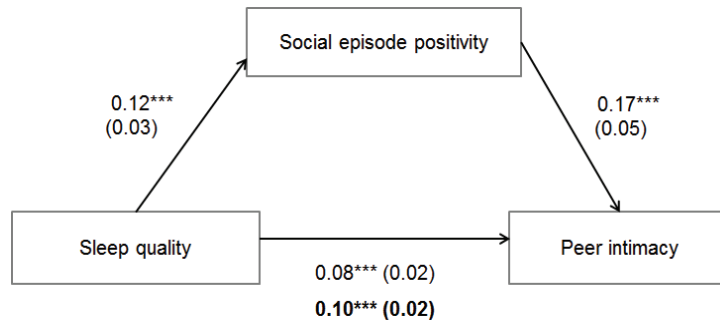 Social episode positivity
0.12***
(0.03)
0.17***
(0.05)
Sleep quality
Peer intimacy
0.08*** (0.02)
0.10*** (0.02)